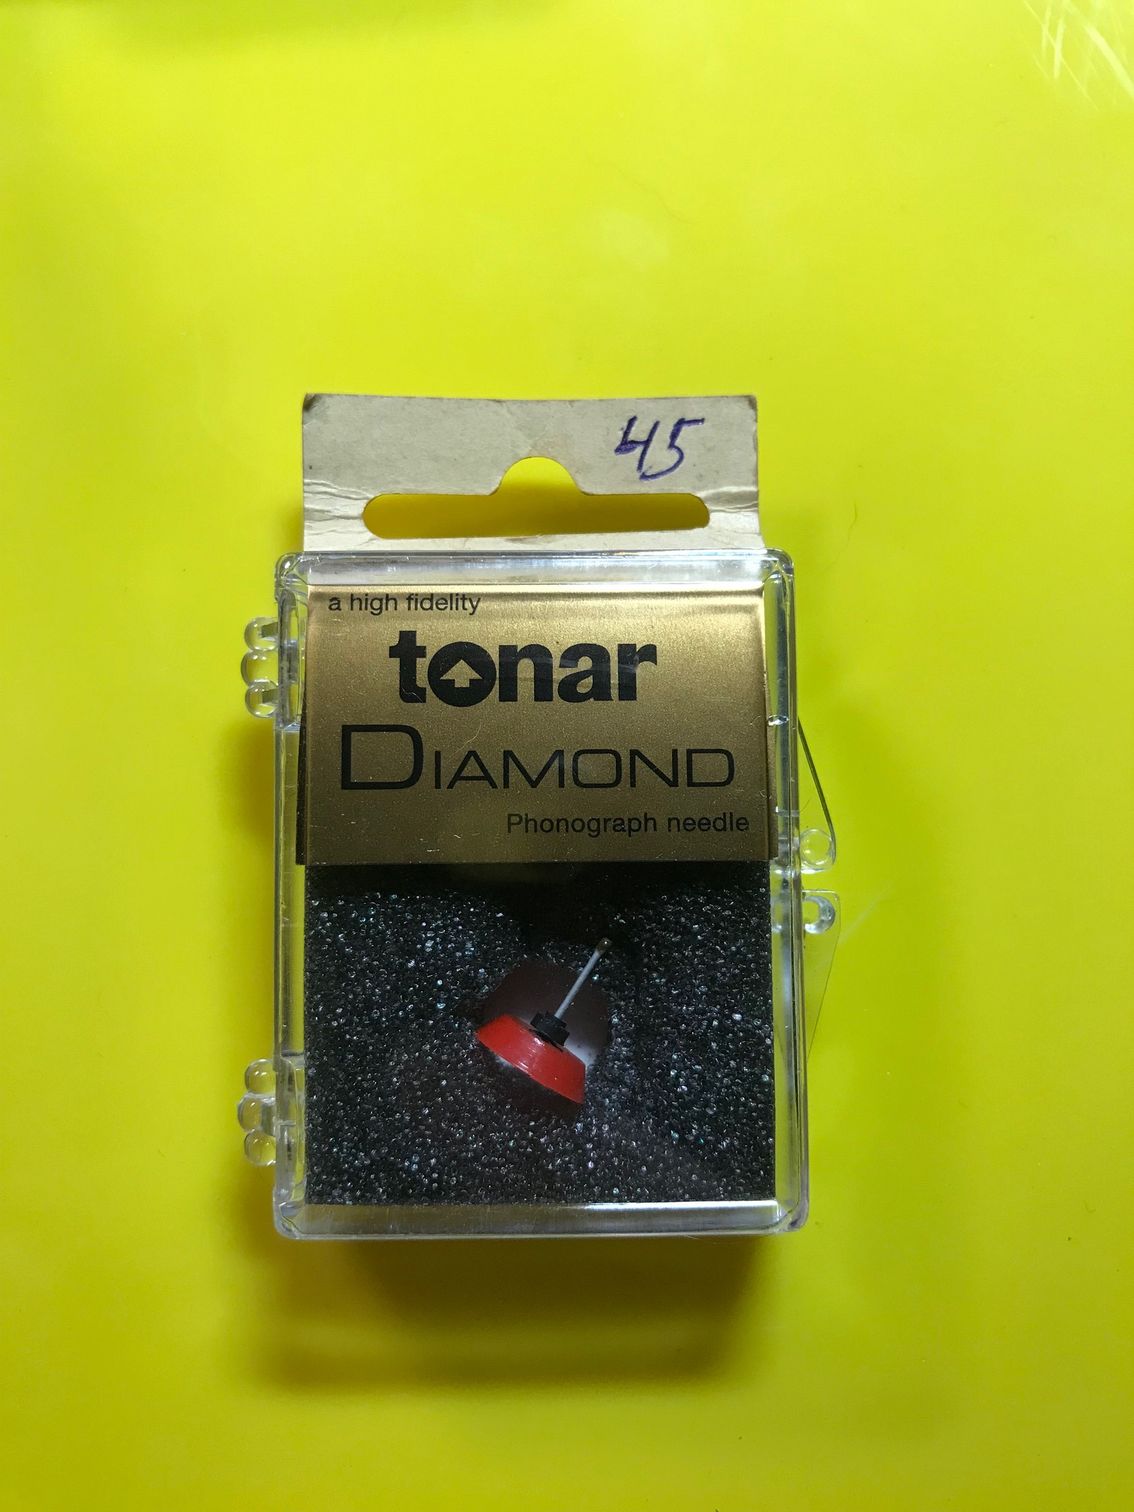 45
a high fidelity
tonar
DIAMOND
Phonograph needle